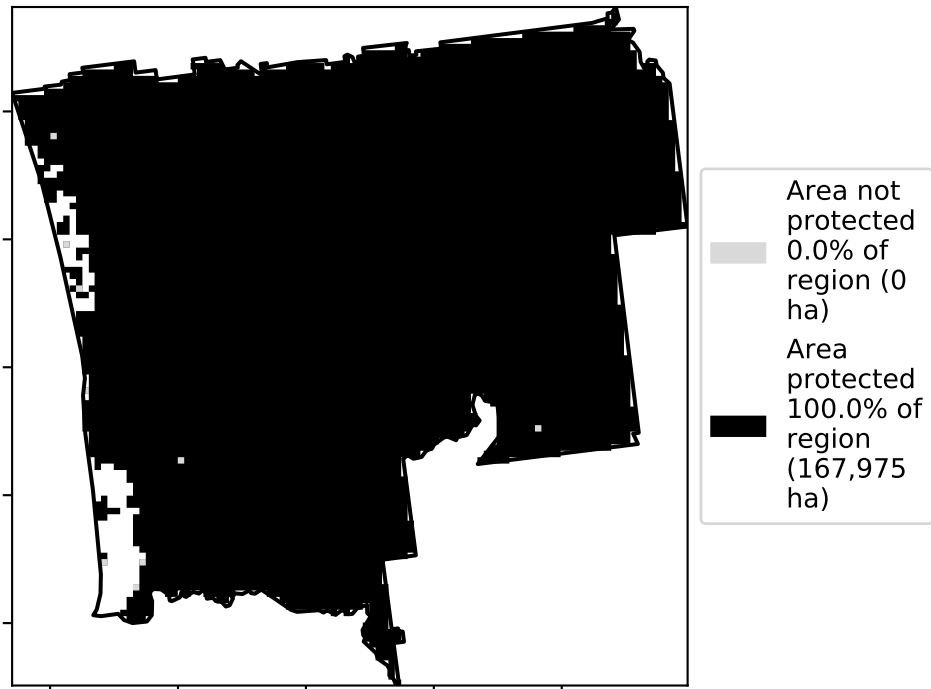 Area not
protected
0.0% of
region (0
ha)
Area
protected
100.0% of
region
(167,975
ha)